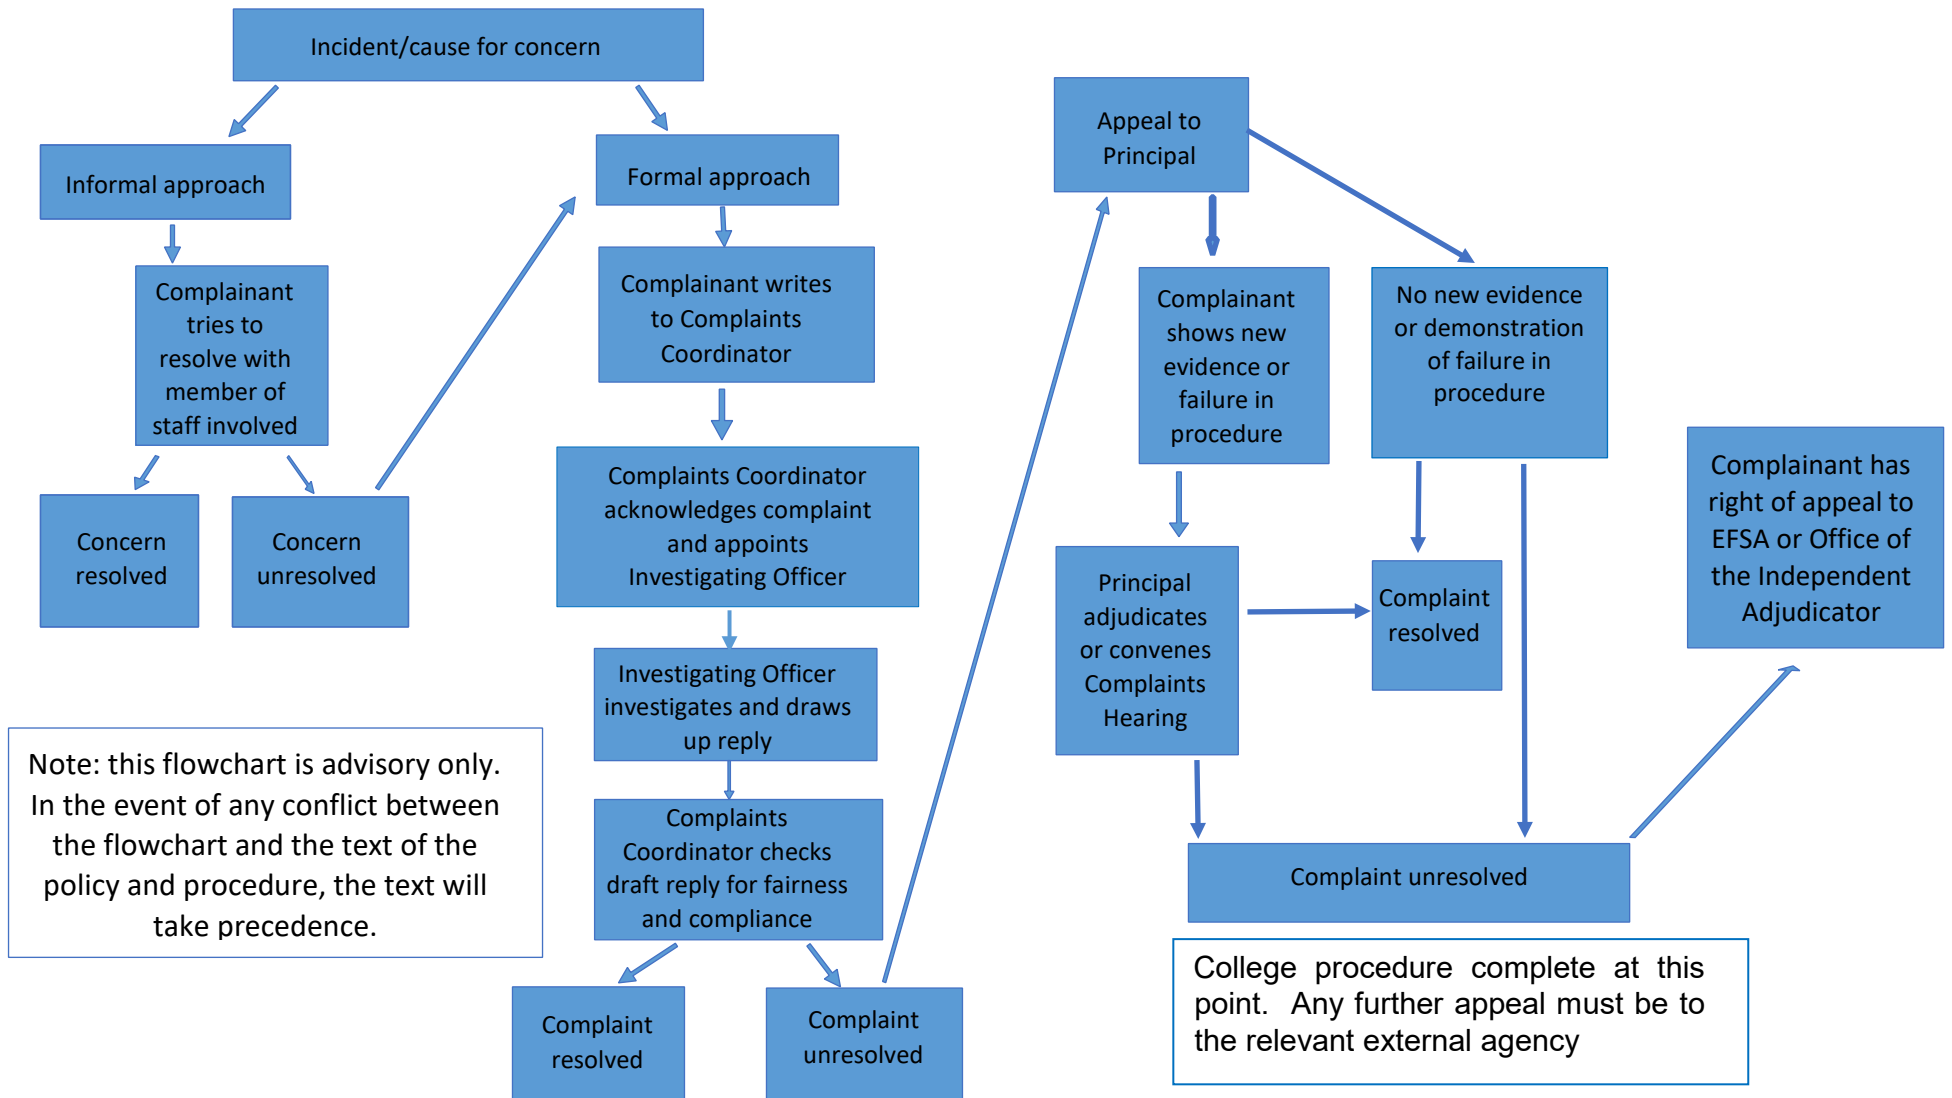 Incident/cause for concern
Informal approach
Formal approach
Complainant
tries to
resolve with
member of
staff involved
Concern
resolved
Concern
unresolved
Complainant writes
to Complaints
Coordinator
Complaints Coordinator
acknowledges complaint
and appoints
Investigating Officer
Investigating Officer
investigates and draws
up reply
Complaints
Coordinator checks
draft reply for fairness
and compliance
Complaint
resolved
Complaint
unresolved
Note: this flowchart is advisory only.
In the event of any conflict between
the flowchart and the text of the
policy and procedure, the text will
take precedence.
Appeal to
Principal
Complainant
shows new
evidence or
failure in
procedure
No new evidence
or demonstration
of failure in
procedure
Principal
adjudicates
or convenes
Complaints
Hearing
Complaint
resolved
Complaint unresolved
Complainant has
right of appeal to
EFSA or Office of
the Independent
Adjudicator
College procedure complete at this
point. Any further appeal must be to
the relevant external agency